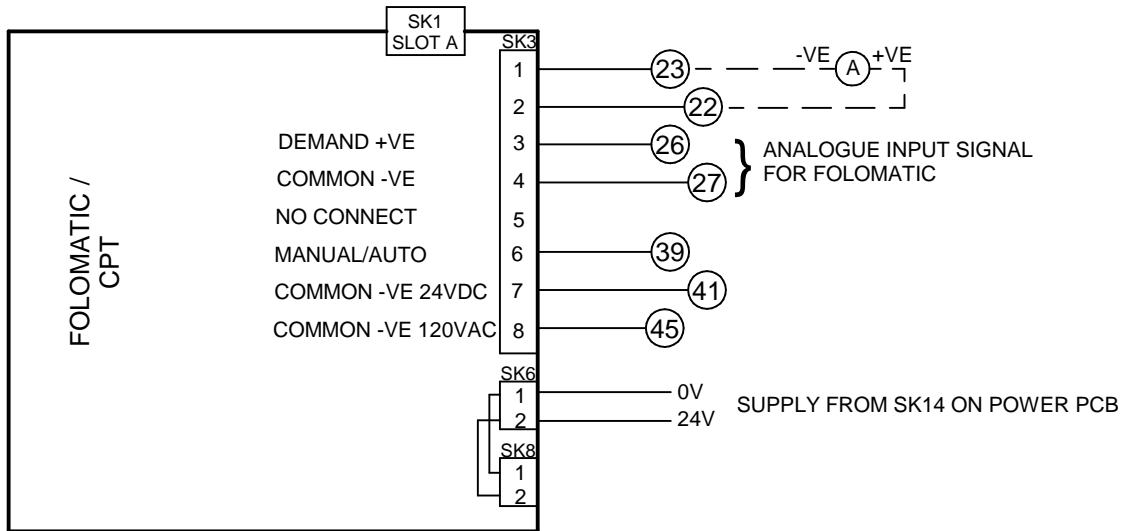 SK1
SLOT A
SK3
1 23 -VE A +VE
2 22
DEMAND +VE 3 26
COMMON -VE 4 27
ANALOGUE INPUT SIGNAL
FOR FOLOMATIC
NO CONNECT 5
MANUAL/AUTO 6 39
COMMON -VE 24VDC 7 41
COMMON -VE 120VAC 8 45
FOLOMATIC /
CPT
SK6
1 0V
2 24V
SUPPLY FROM SK14 ON POWER PCB
SK8
1
2